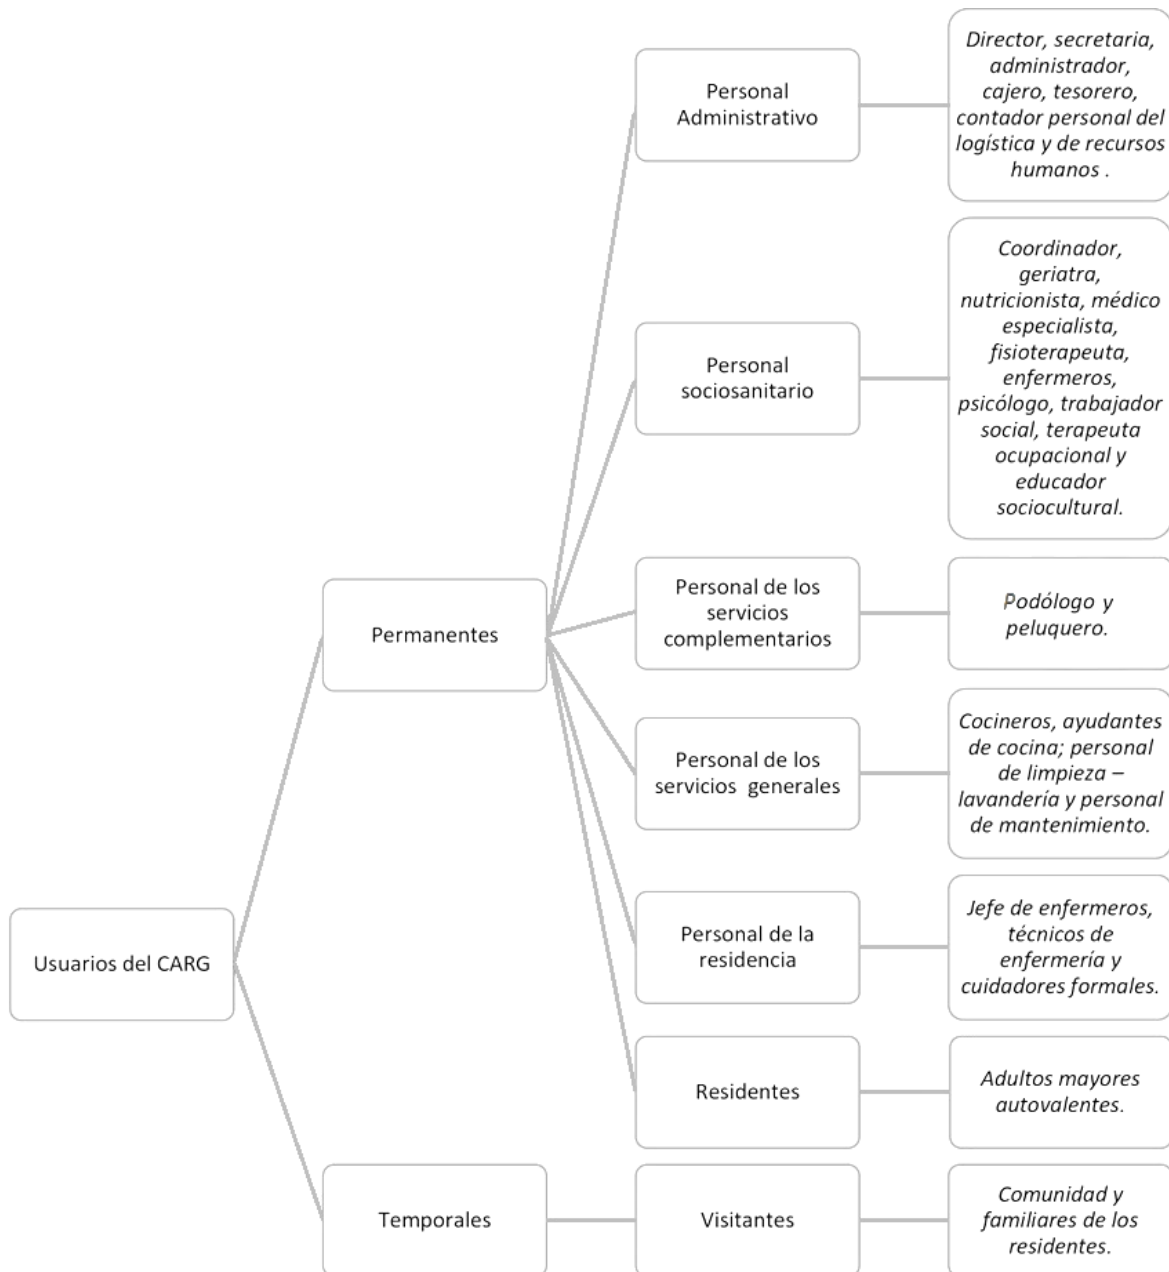 Usuarios del CARG
Permanentes
Personal
Administrativo
Director, secretaria,
administrador,
cajero, tesorero,
contador personal del
logística y de recursos
humanos .
Personal
sociosanitario
Coordinador,
geriatra,
nutricionista, médico
especialista,
fisioterapeuta,
enfermeros,
psicólogo, trabajador
social, terapeuta
ocupacional y
educador
sociocultural.
Personal de los
servicios
complementarios
Podólogo y
peluquero.
Personal de los
servicios generales
Cocineros, ayudantes
de cocina; personal
de limpieza –
lavandería y personal
de mantenimiento.
Personal de la
residencia
Jefe de enfermeros,
técnicos de
enfermería y
cuidadores formales.
Residentes
Adultos mayores
autovalentes.
Temporales
Visitantes
Comunidad y
familiares de los
residentes.